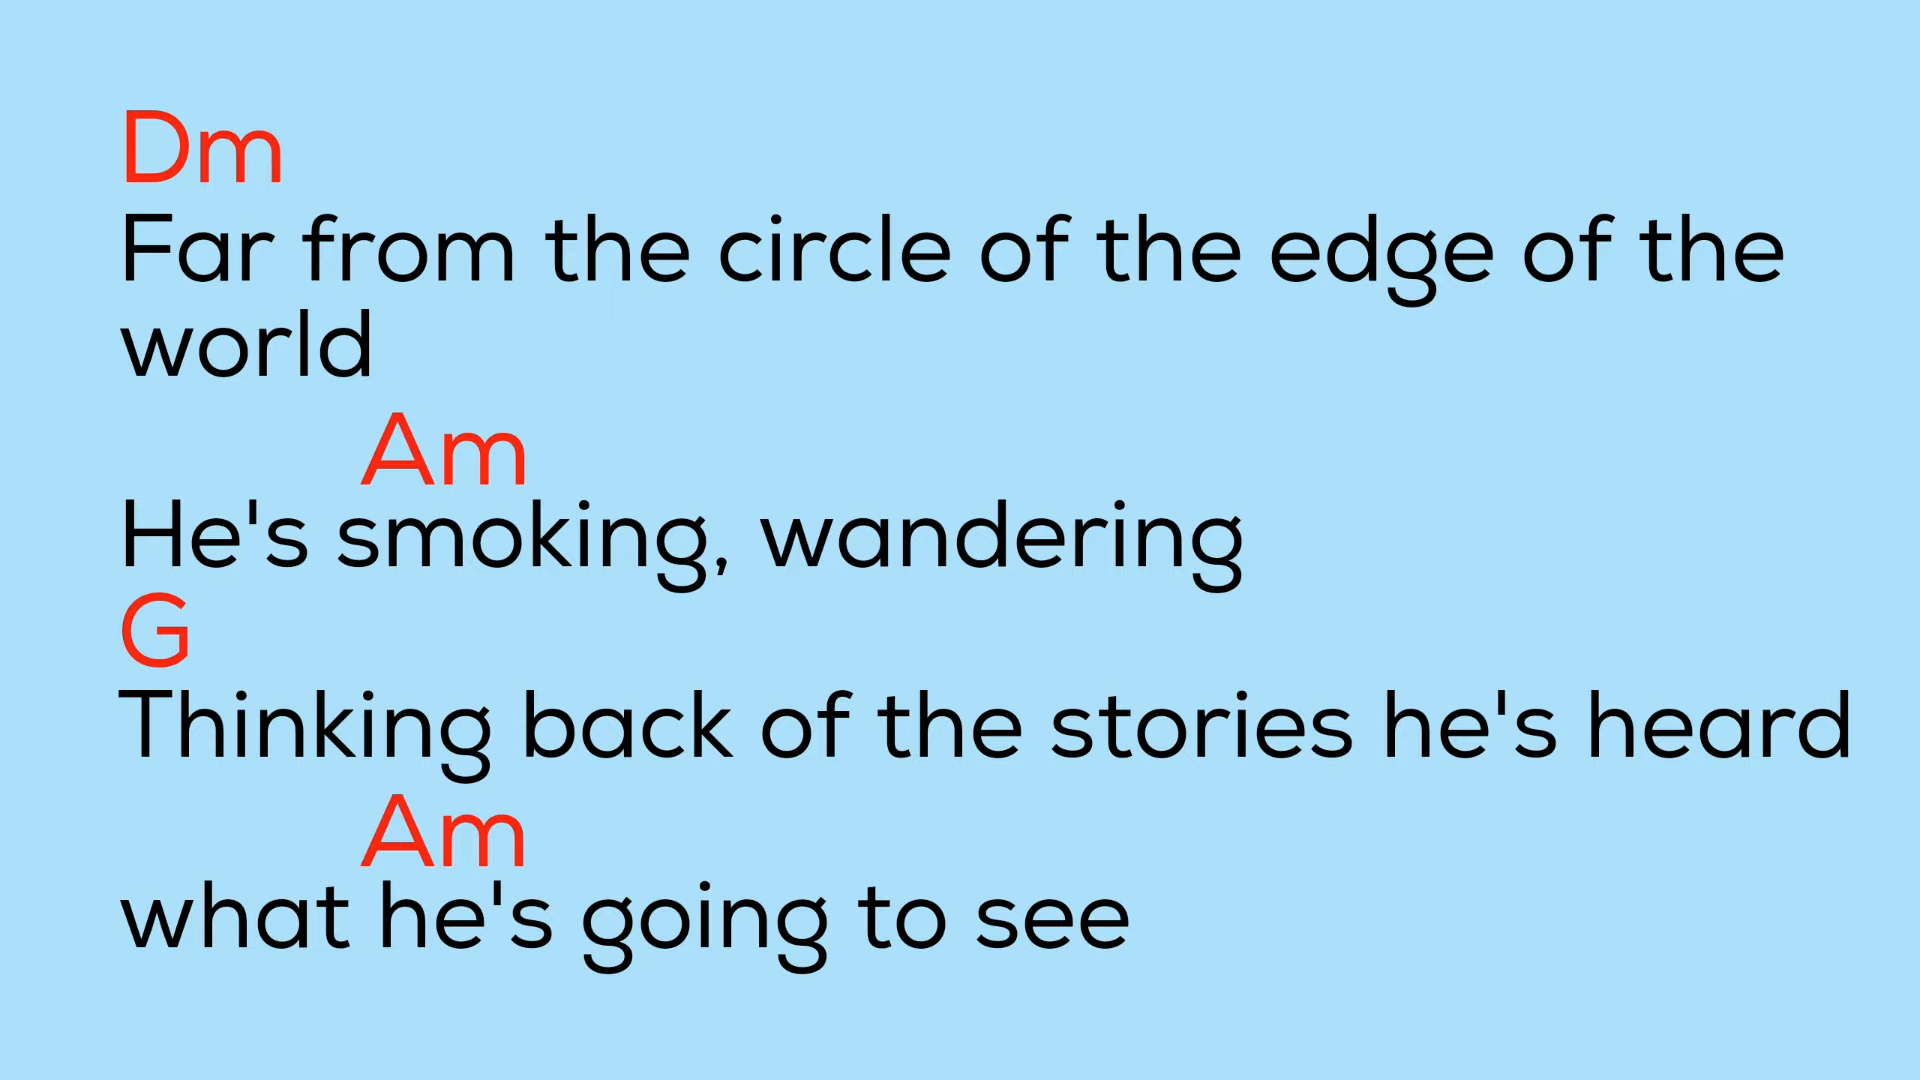 Dm
Far from the circle of the edge of the
world
Am
He's smoking, wandering
G
Thinking back of the stories he's heard
Am
what he's going to see